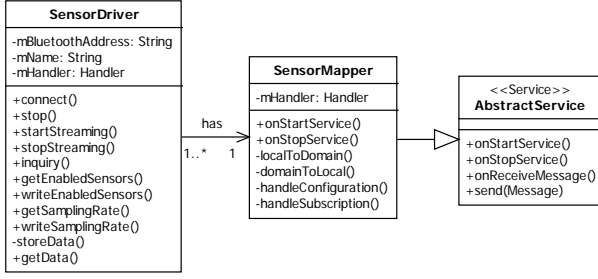 SensorDriver
-mBluetoothAddress: String
-mName: String
-mHandler: Handler
+connect()
+stop()
+startStreaming()
+stopStreaming()
+inquiry()
+getEnabledSensors()
+writeEnabledSensors()
+getSamplingRate()
+writeSamplingRate()
-storeData()
+getData()
has
1..* 1
SensorMapper
-mHandler: Handler
+onStartService()
+onStopService()
-localToDomain()
-domainToLocal()
-handleConfiguration()
-handleSubscription()
<<Service>>
AbstractService
+onStartService()
+onStopService()
+onReceiveMessage()
+send(Message)